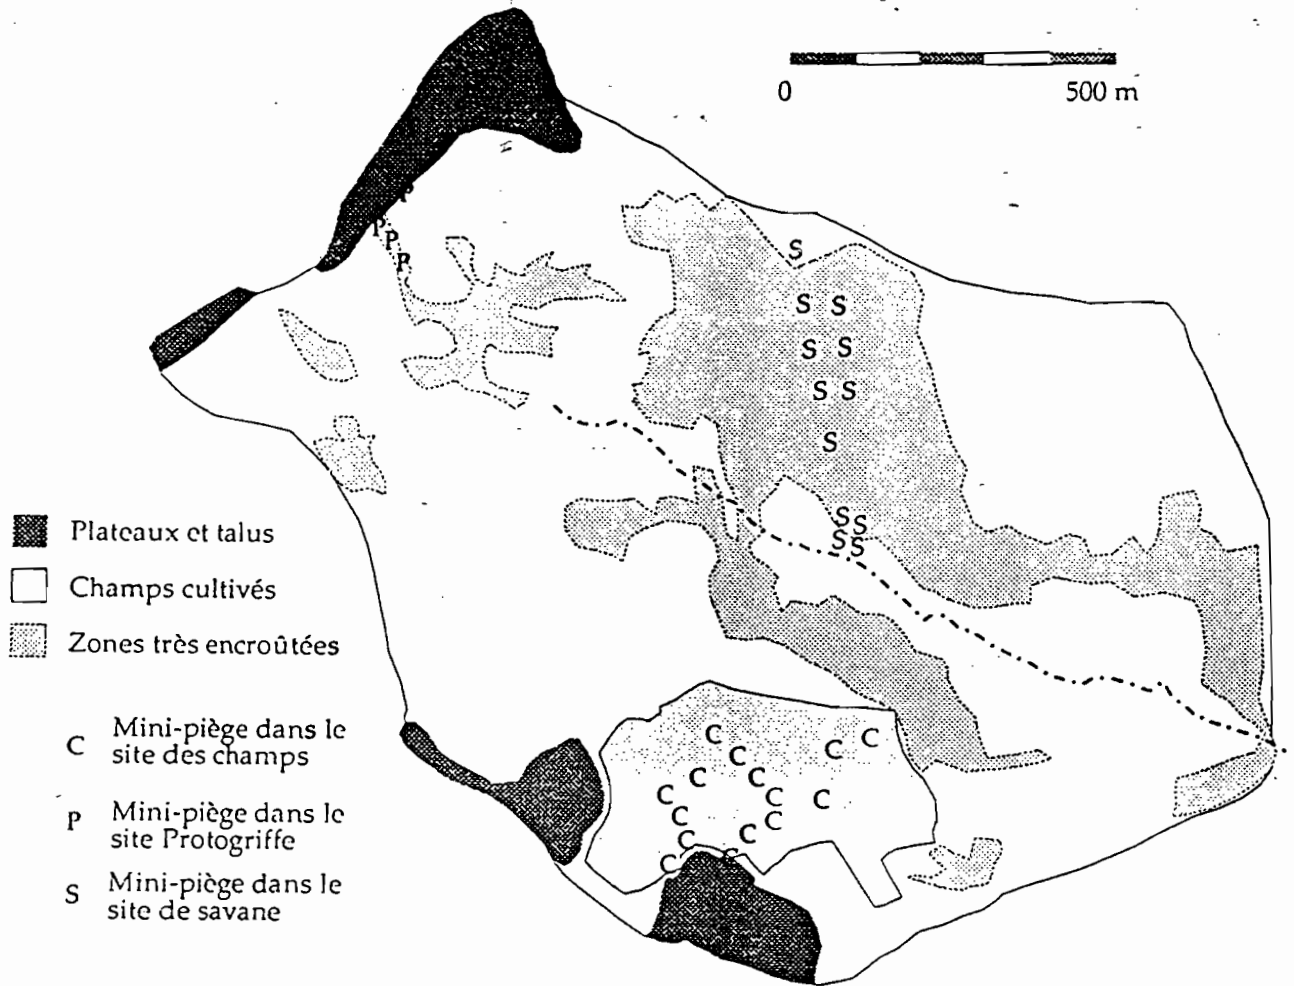 0 500 m
P
P
P
P
S
S S
S S
S S
S
S S
S S
Plateaux et talus
Champs cultivés
Zones très encroûtées
C Mini-piège dans le
site des champs
P Mini-piège dans le
site Protogriffe
S Mini-piège dans le
site de savane
C C
C C
C C
C C C
C C
C C
C C